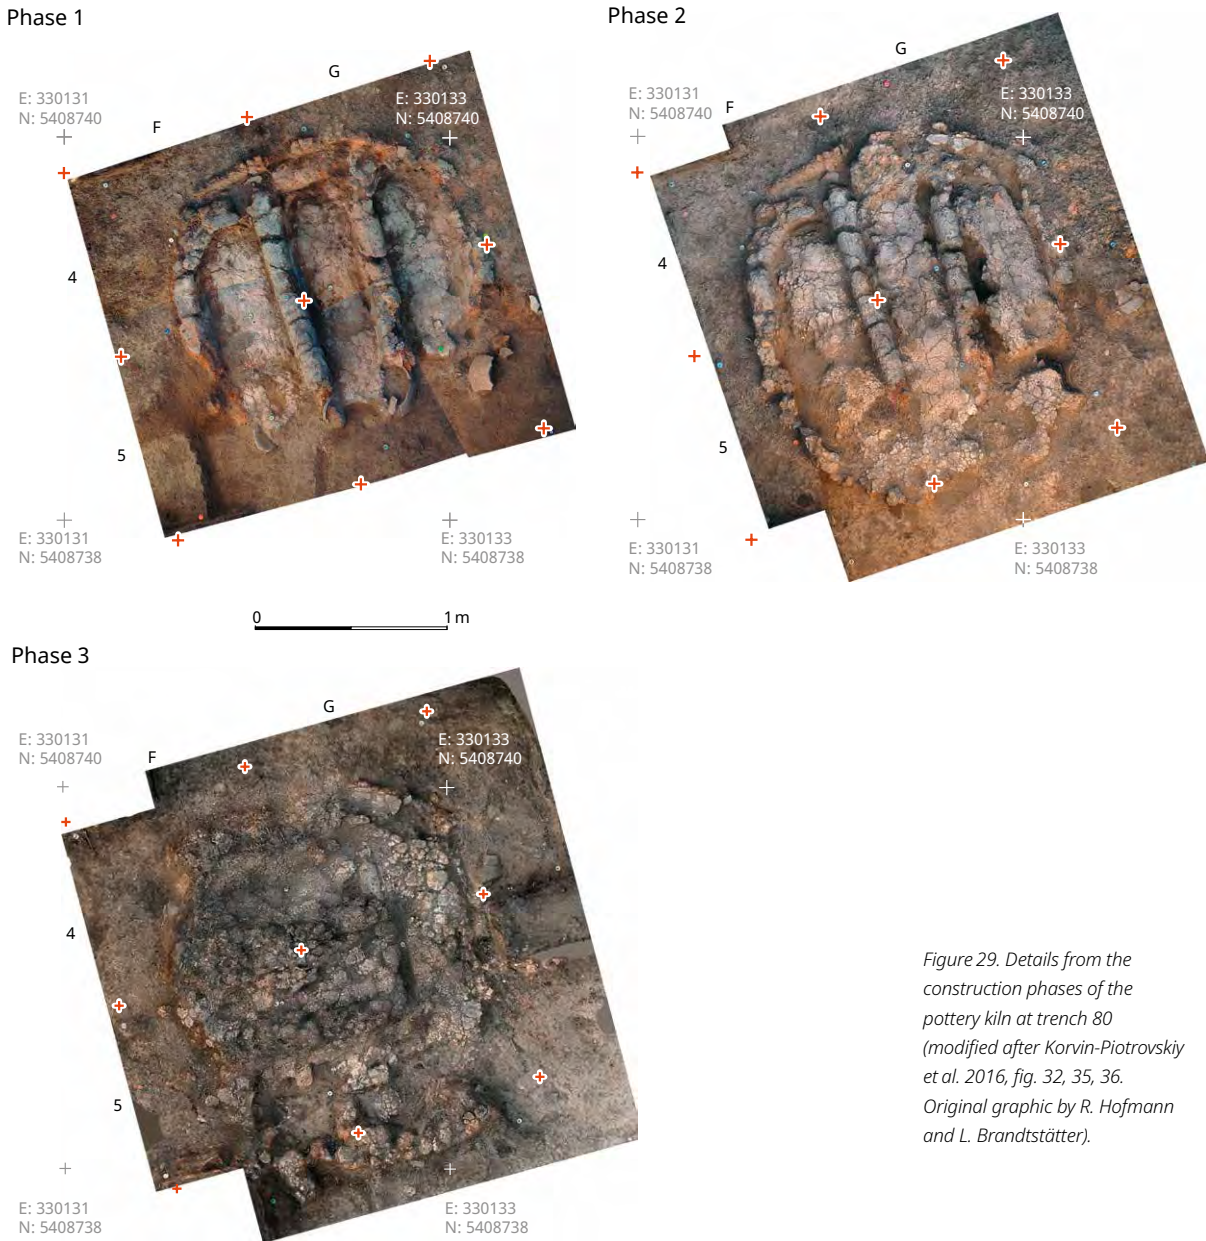 Phase 1
G
E: 330131
N: 5408740
F
E: 330133
N: 5408740
4
5
E: 330131
N: 5408738
E: 330133
N: 5408738
Phase 2
G
E: 330131
N: 5408740
F
E: 330133
N: 5408740
4
5
E: 330131
N: 5408738
E: 330133
N: 5408738
0 1 m
Phase 3
G
E: 330131
N: 5408740
F
E: 330133
N: 5408740
4
5
E: 330131
N: 5408738
E: 330133
N: 5408738
Figure 29. Details from the
construction phases of the
pottery kiln at trench 80
(modified after Korvin-Piotrovskiy
et al. 2016, fig. 32, 35, 36.
Original graphic by R. Hofmann
and L. Brandtstätter).